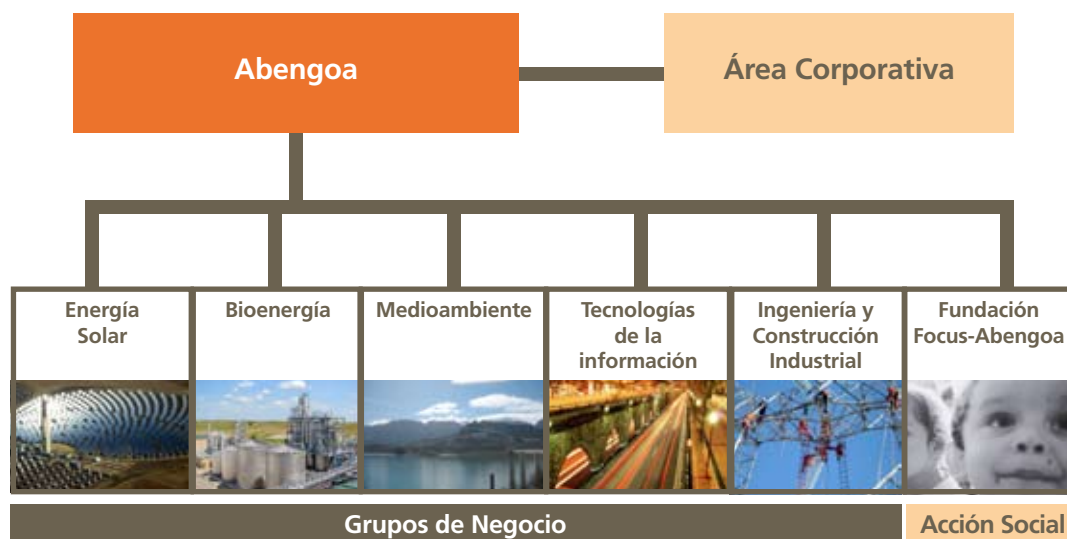 Abengoa
Área Corporativa
Energía
Solar
Bioenergía
Medioambiente
Tecnologías
de la
información
Ingeniería y
Construcción
Industrial
Fundación
Focus-Abengoa
Grupos de Negocio
Acción Social